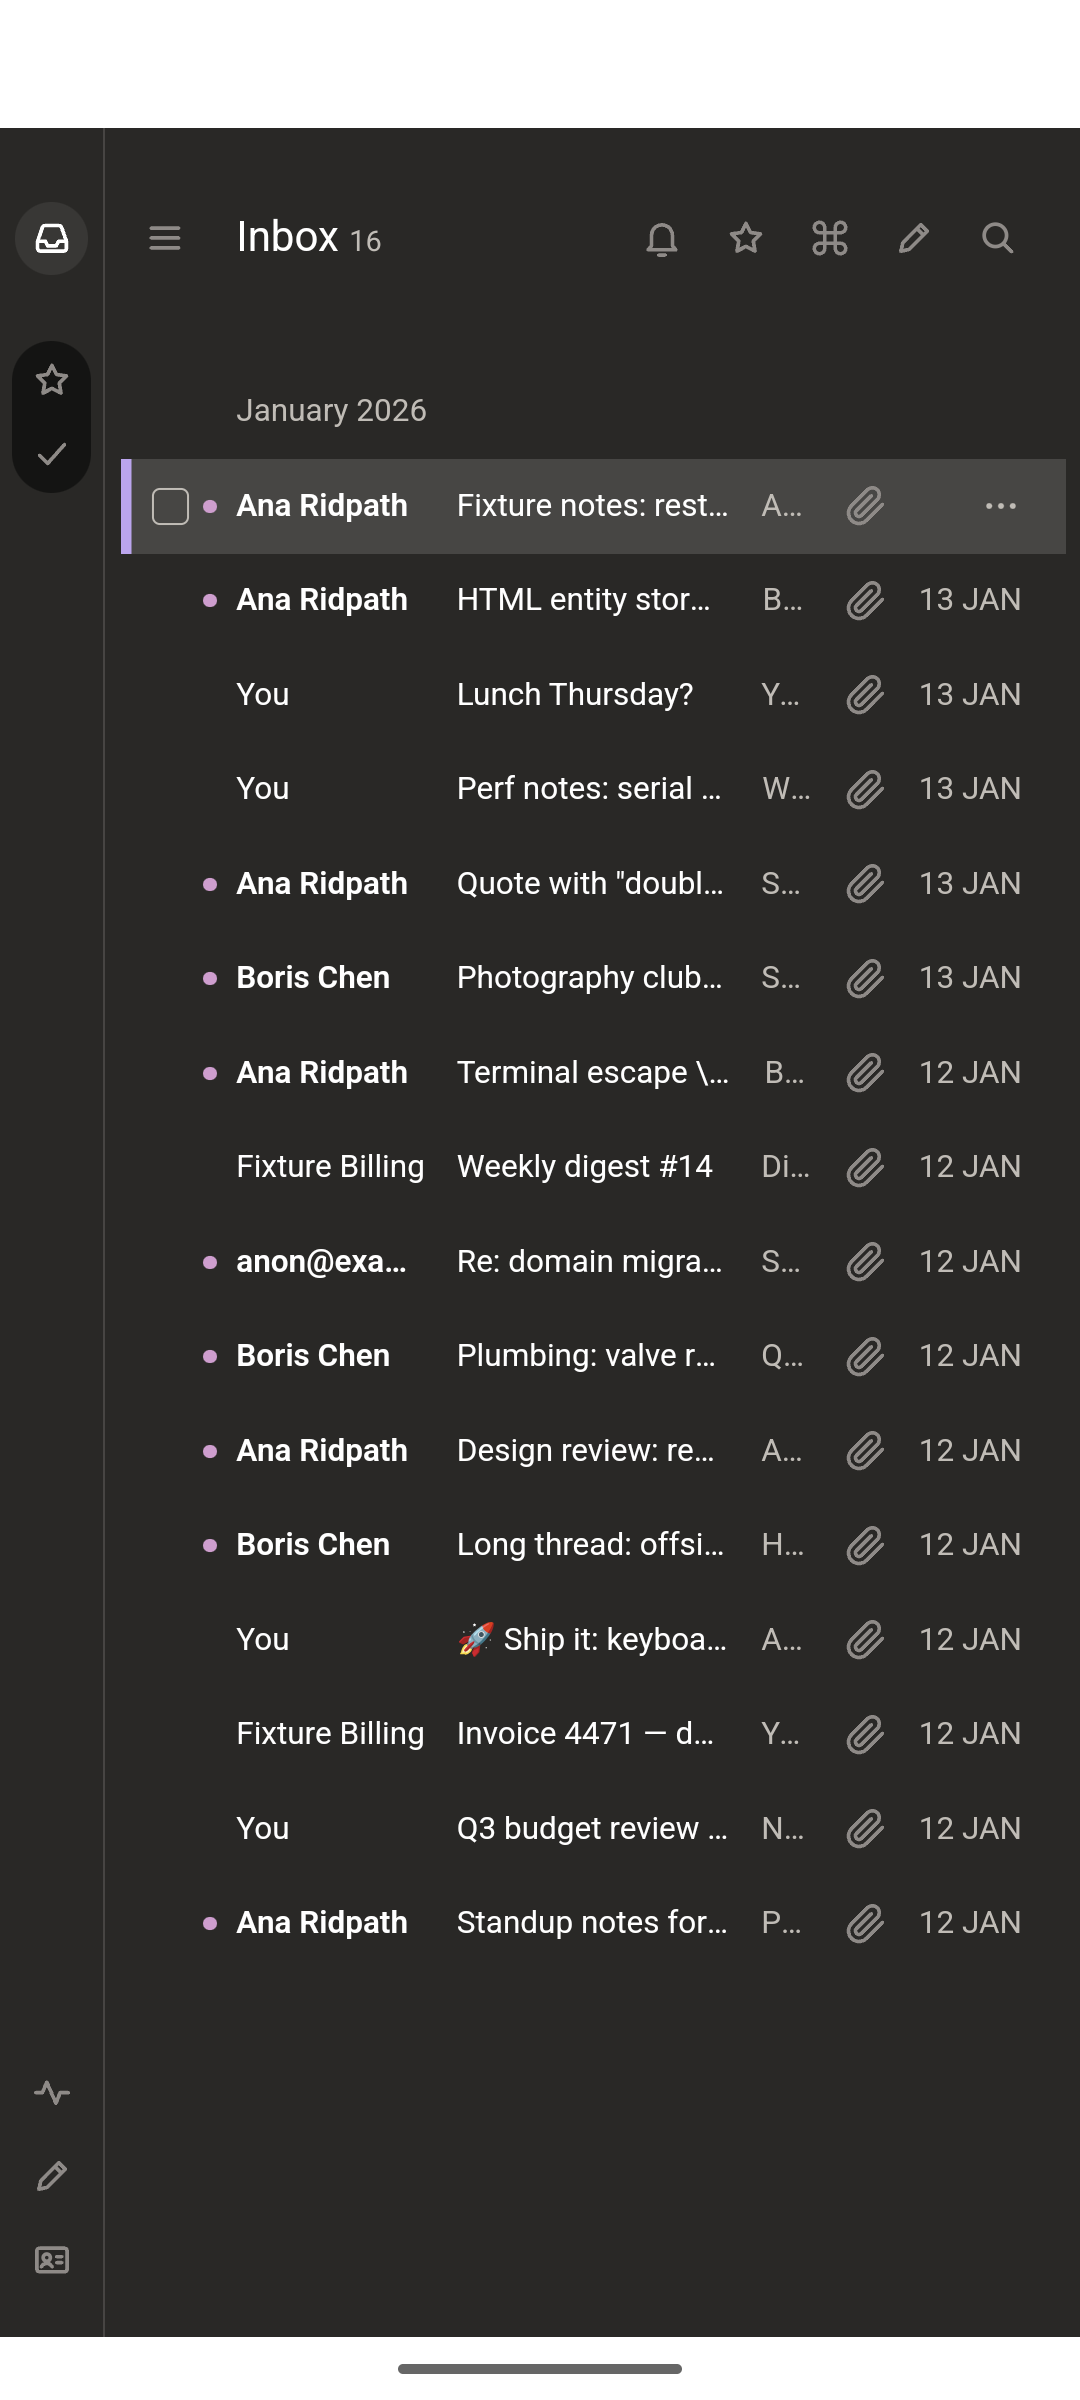 Inbox 16
January 2026
Ana Ridpath Fixture notes: rest... A...
Ana Ridpath HTML entity stor... B... 13 JAN
You Lunch Thursday? Y... 13 JAN
You Perf notes: serial ... W... 13 JAN
Ana Ridpath Quote with "doubl... S... 13 JAN
Boris Chen Photography club... S... 13 JAN
Ana Ridpath Terminal escape \... B... 12 JAN
Fixture Billing Weekly digest #14 Di... 12 JAN
anon@exa... Re: domain migra... S... 12 JAN
Boris Chen Plumbing: valve r... Q... 12 JAN
Ana Ridpath Design review: re... A... 12 JAN
Boris Chen Long thread: offsi... H... 12 JAN
You 🚀 Ship it: keyboa... A... 12 JAN
Fixture Billing Invoice 4471 — d... Y... 12 JAN
You Q3 budget review ... N... 12 JAN
Ana Ridpath Standup notes for... P... 12 JAN